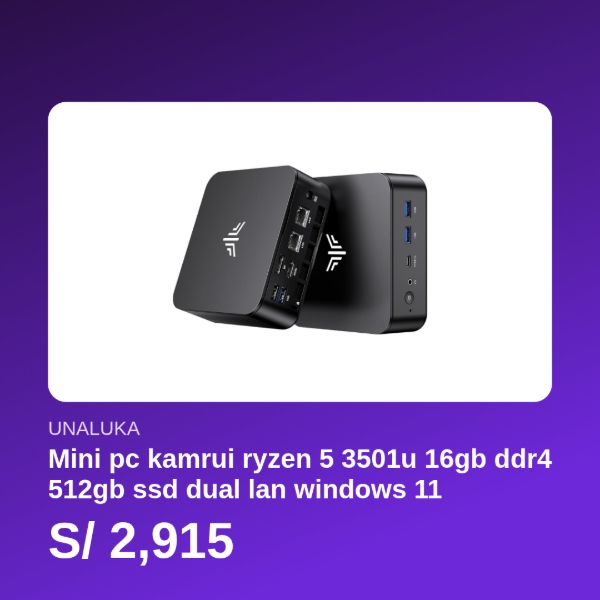 UNALUKA
Mini pc kamrui ryzen 5 3501u 16gb ddr4
512gb ssd dual lan windows 11
S/ 2,915